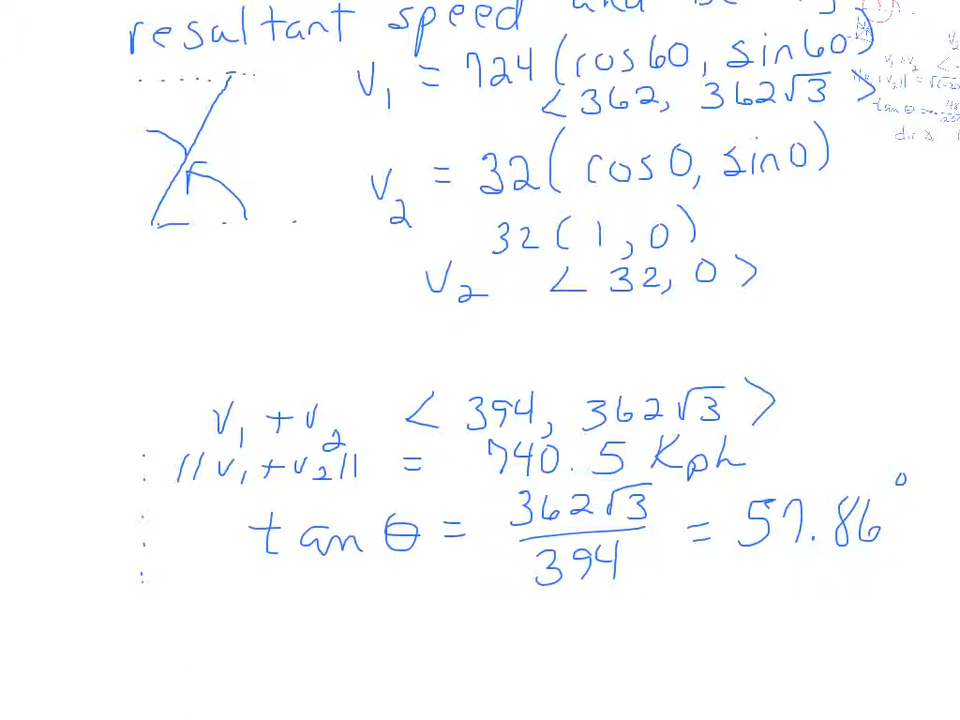 resultant speed and
v₁ = 724 (cos60, sin60)
< 362, 362√3 >
v₂ = 32 ( cos0, sin0)
32 ( 1, 0 )
v₂ < 32, 0 >
v₁ + v₂ < 394, 362√3 >
||v₁ + v₂|| = 740.5 Kph
tan θ = 362√3/394 = 57.86°